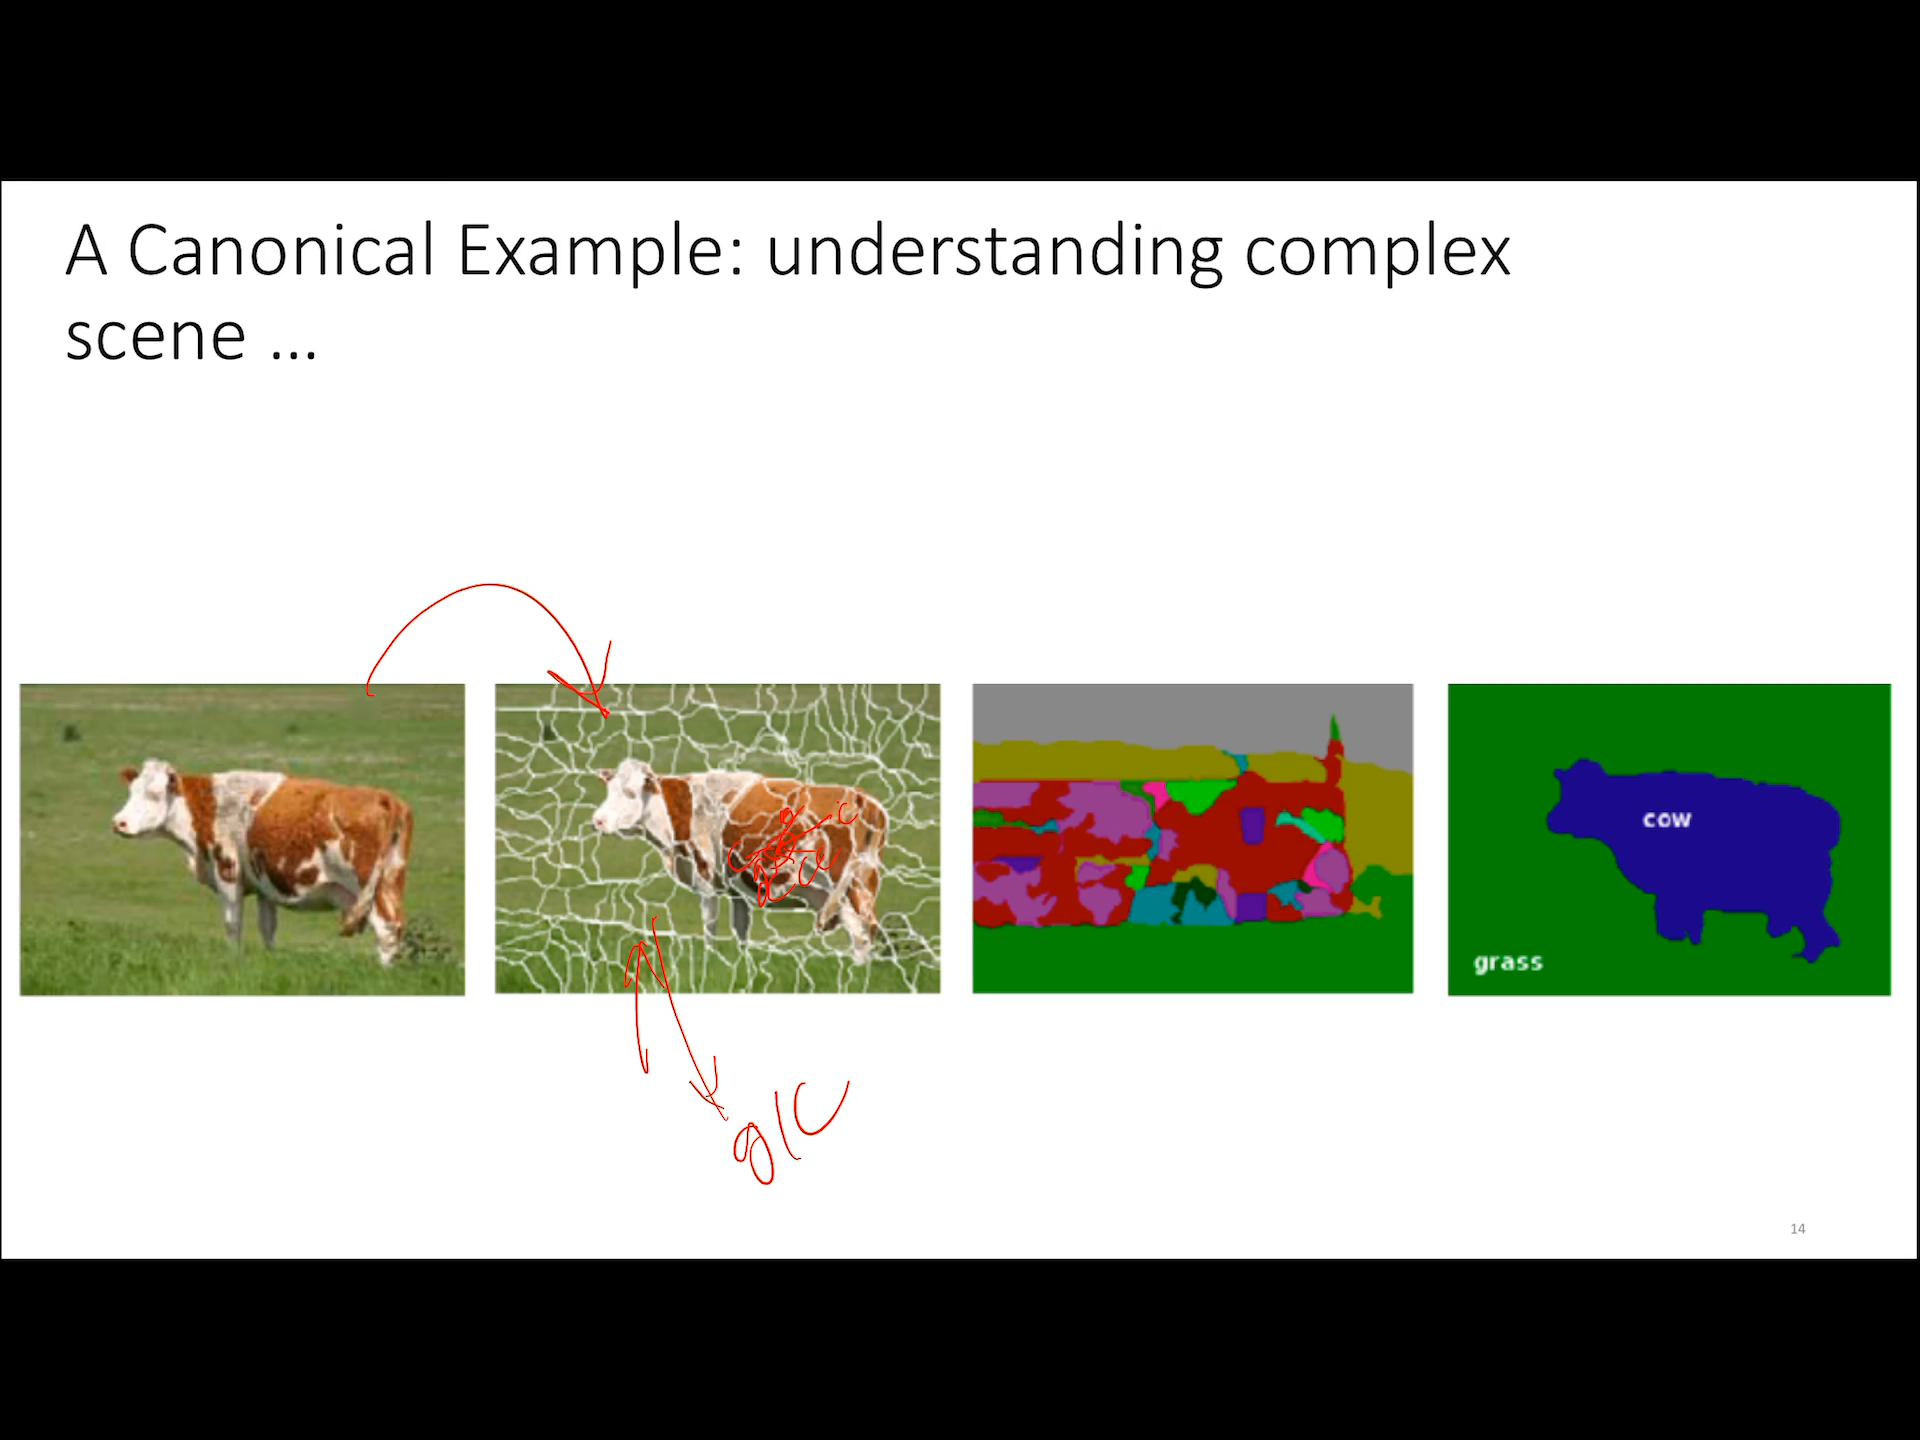 A Canonical Example: understanding complex
scene ...
cow
grass
g/c
14